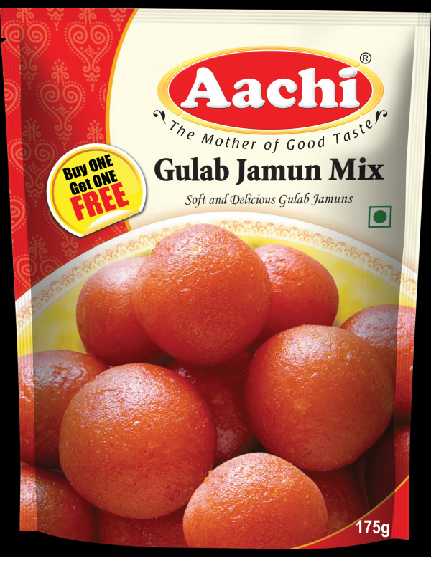 Aachi®
The Mother of Good Taste
Buy ONE
Get ONE
FREE
Gulab Jamun Mix
Soft and Delicious Gulab Jamuns
175g